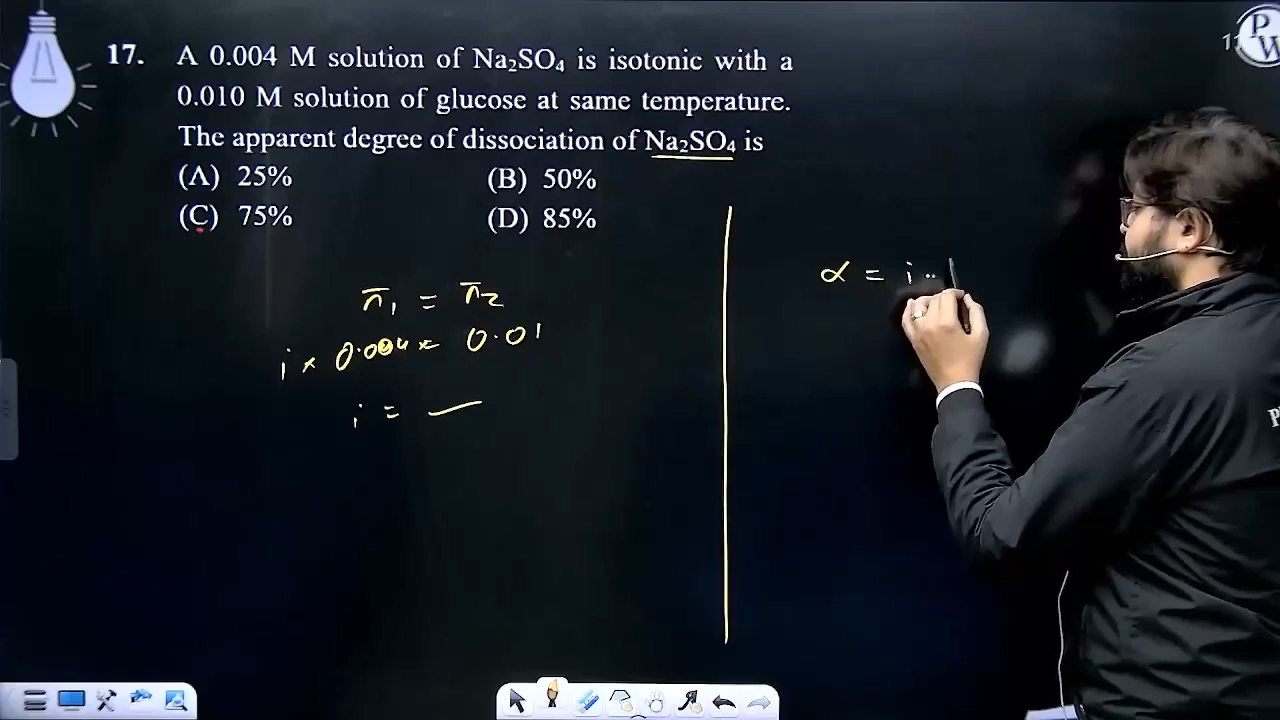 17. A 0.004 M solution of Na₂SO₄ is isotonic with a
0.010 M solution of glucose at same temperature.
The apparent degree of dissociation of Na₂SO₄ is
(A) 25% (B) 50%
(C) 75% (D) 85%
π₁ = π₂
i × 0.004 = 0.01
i =
α = i -
P
W